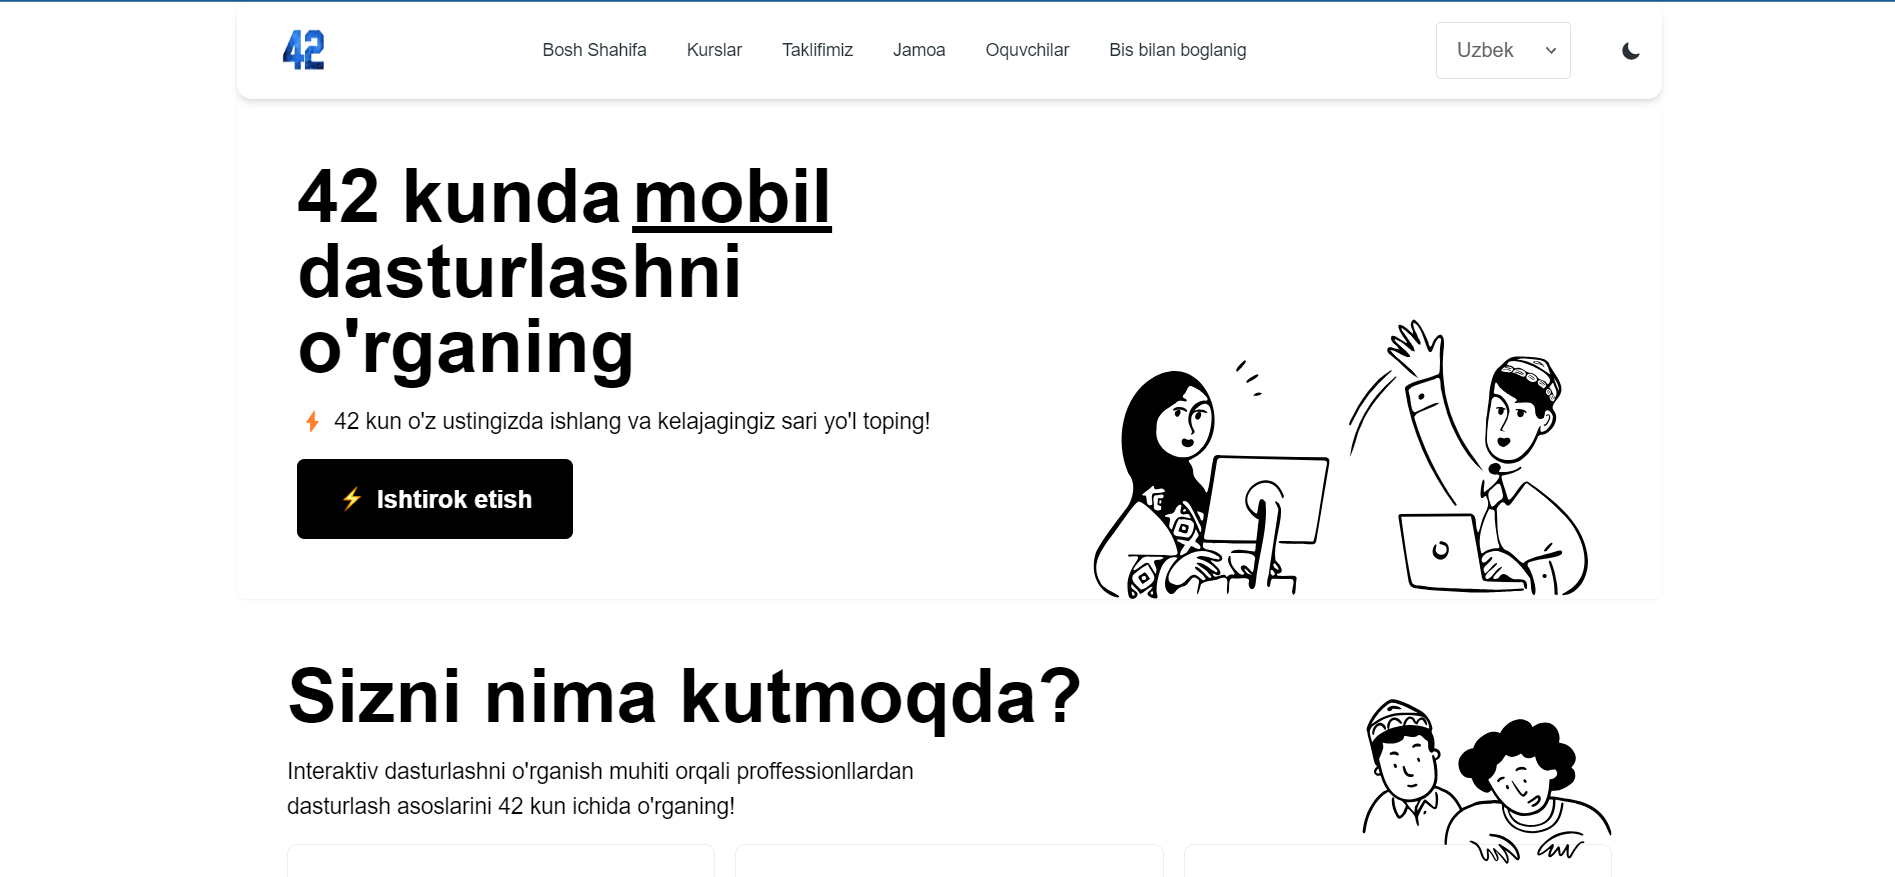 42
Bosh Shahifa
Kurslar
Taklifimiz
Jamoa
Oquvchilar
Bis bilan boglanig
Uzbek
42 kunda mobil
dasturlashni
o'rganing
42 kun o'z ustingizda ishlang va kelajagingiz sari yo'l toping!
Ishtirok etish
Sizni nima kutmoqda?
Interaktiv dasturlashni o'rganish muhiti orqali proffessionllardan
dasturlash asoslarini 42 kun ichida o'rganing!